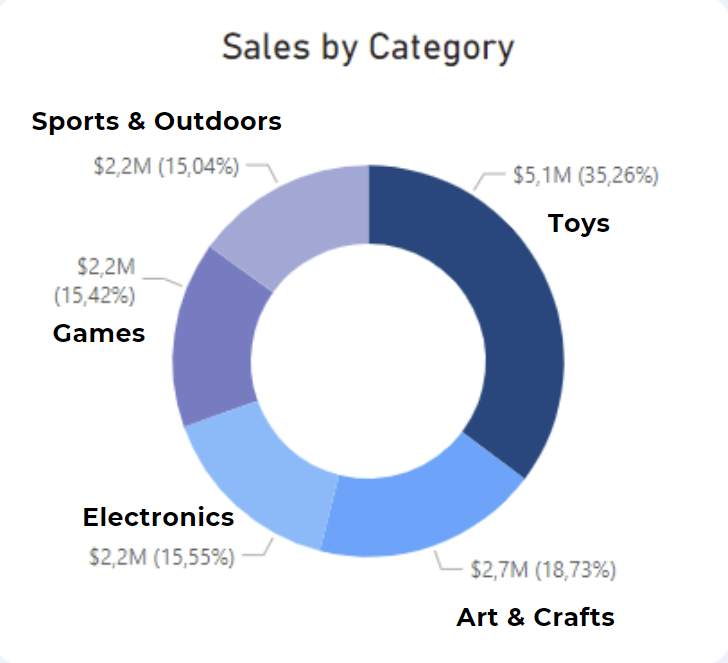 Sales by Category
Sports & Outdoors
$2,2M (15,04%)
$5,1M (35,26%)
Toys
$2,2M
(15,42%)
Games
Electronics
$2,2M (15,55%)
$2,7M (18,73%)
Art & Crafts